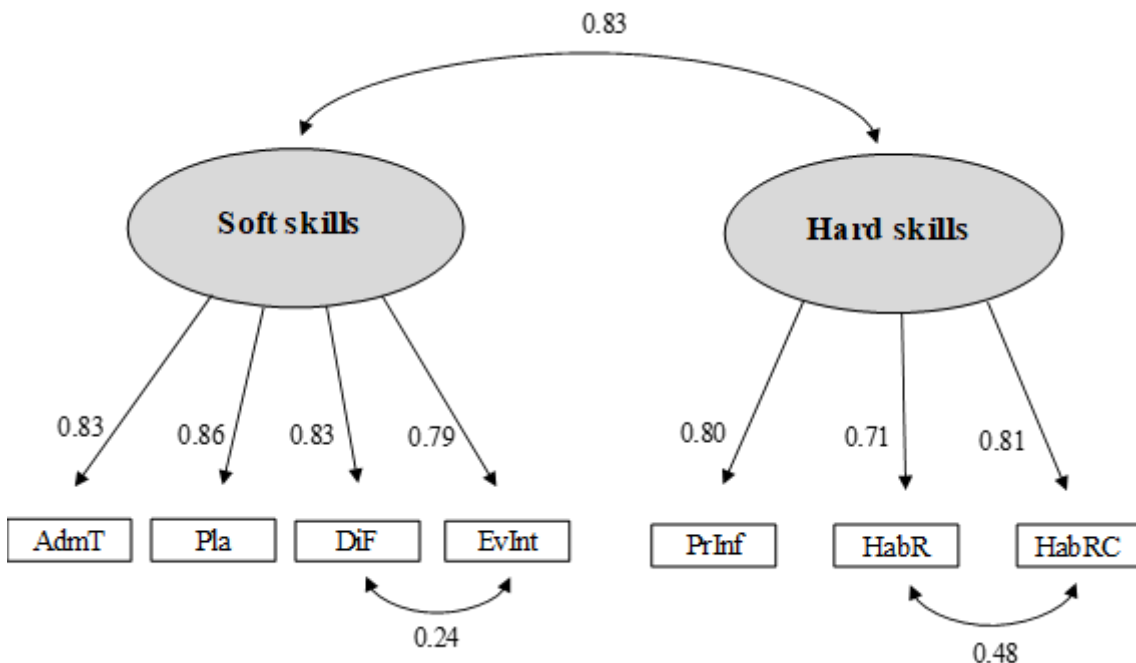 0.83
Soft skills
Hard skills
0.83
0.86
0.83
0.79
0.80
0.71
0.81
AdmT
Pla
DiF
EvInt
PrInf
HabR
HabRC
0.24
0.48